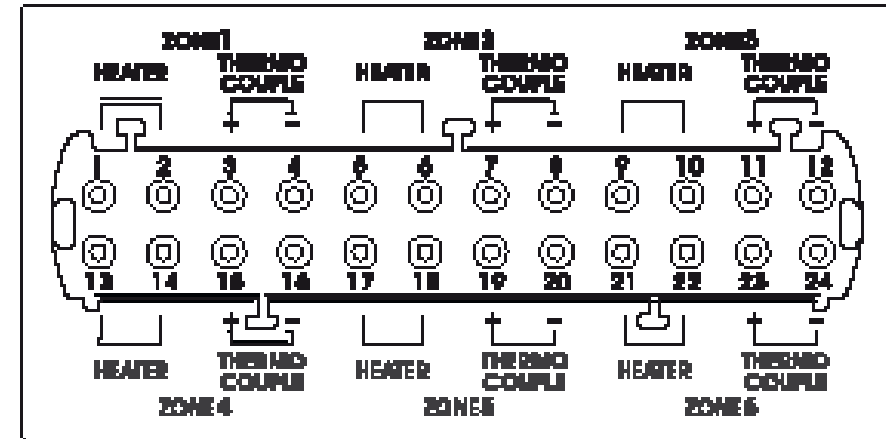 ZONE1 ZONE2 ZONE3
HEATER THERMO COUPLE HEATER THERMO COUPLE HEATER THERMO COUPLE
+ - + - + -
1 2 3 4 5 6 7 8 9 10 11 12
13 14 15 16 17 18 19 20 21 22 23 24
+ - + - + -
HEATER THERMO COUPLE HEATER THERMO COUPLE HEATER THERMO COUPLE
ZONE4 ZONE5 ZONE6